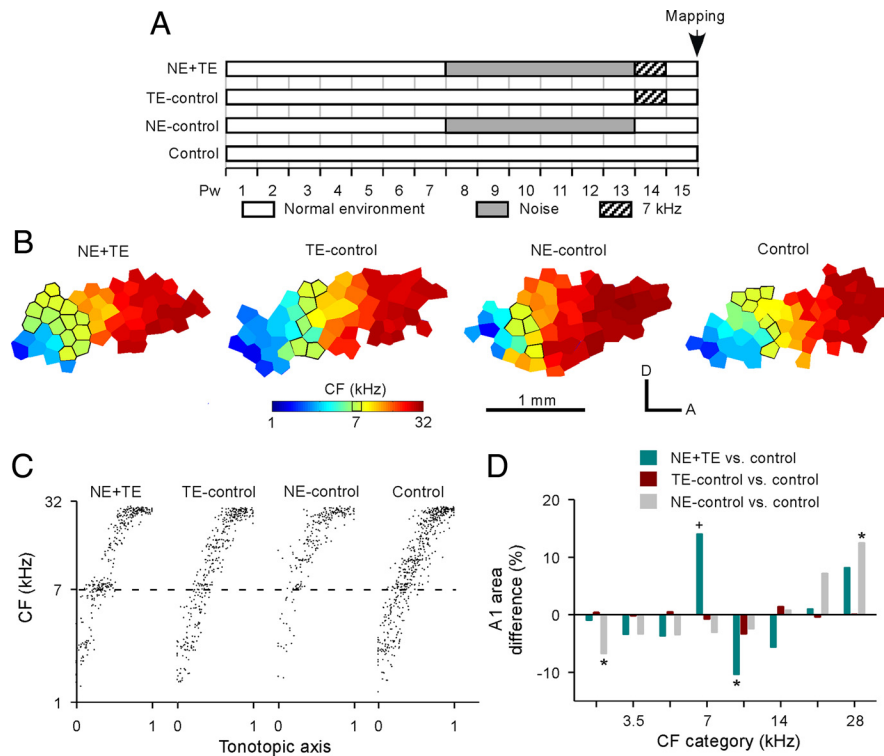 A
Mapping
NE+TE
TE-control
NE-control
Control
Pw 1 2 3 4 5 6 7 8 9 10 11 12 13 14 15
Normal environment Noise 7 kHz
B
NE+TE TE-control NE-control Control
CF (kHz)
1 7 32
1 mm
D
A
C
NE+TE TE-control NE-control Control
32
7
1
CF (kHz)
0 1 0 1 0 1 0 1
Tonotopic axis
D
NE+TE vs. control
TE-control vs. control
NE-control vs. control
20
10
0
-10
A1 area
difference (%)
+
*
*
*
3.5 7 14 28
CF category (kHz)